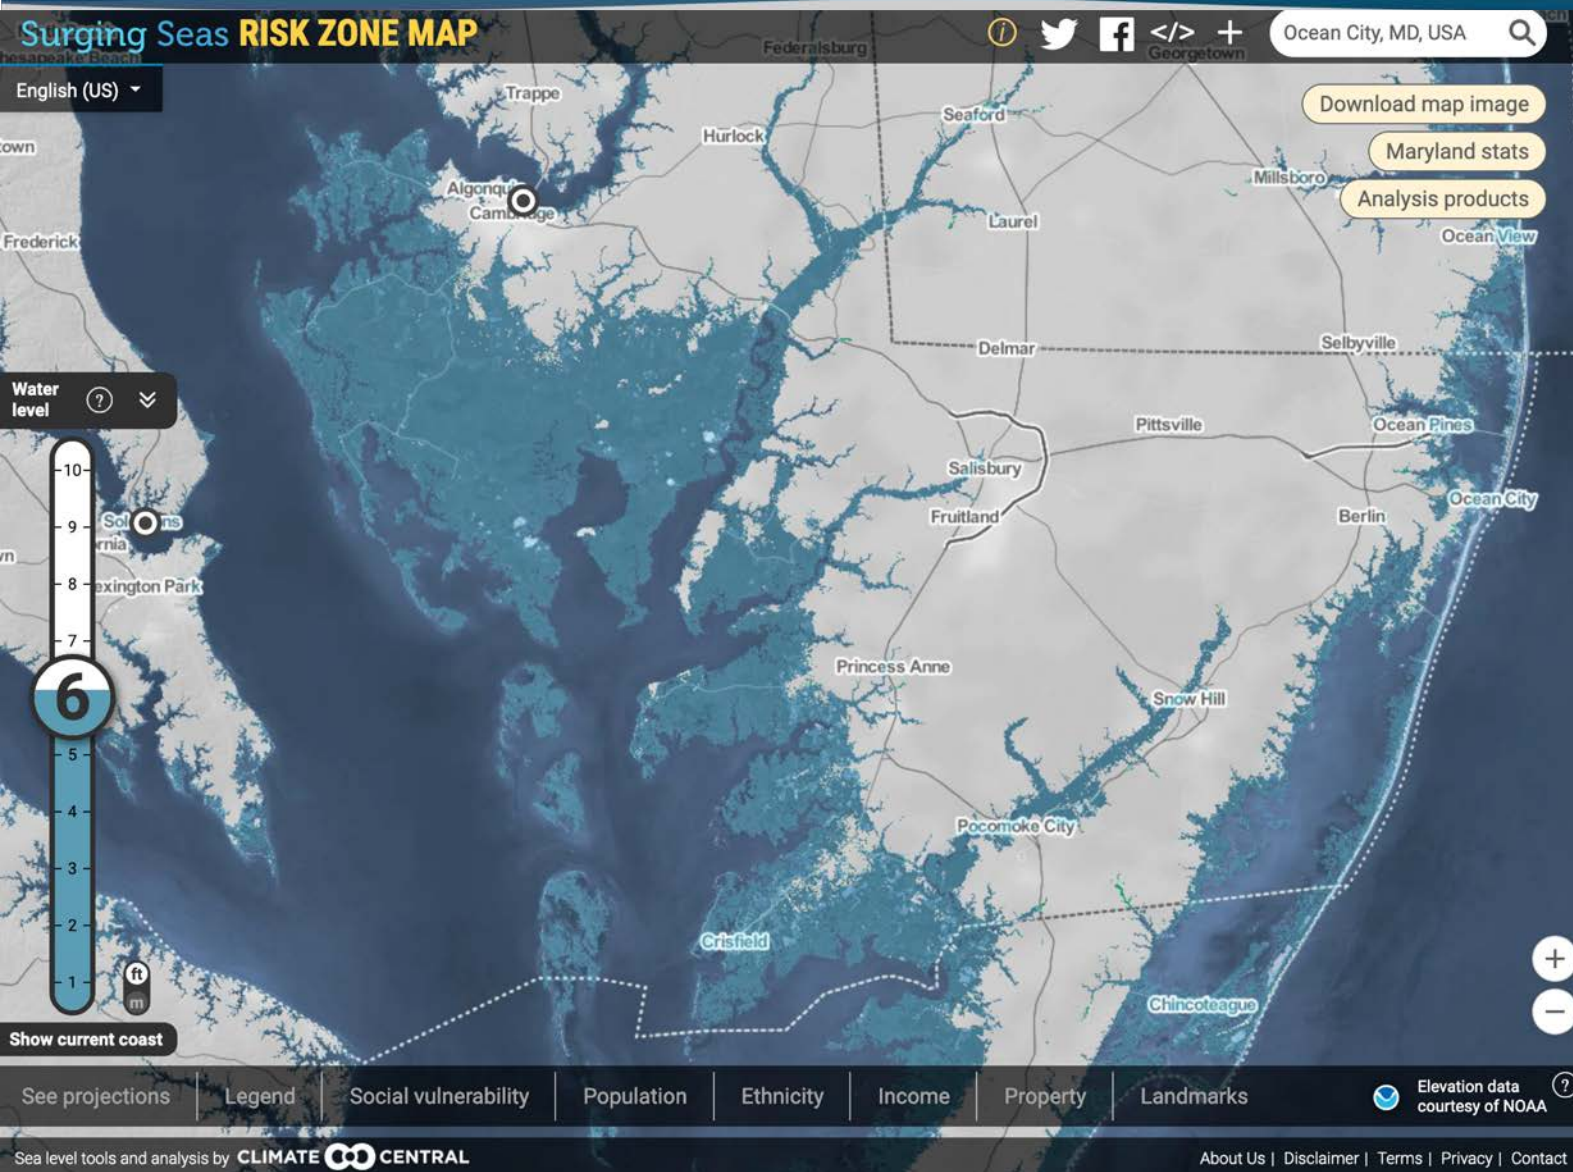 Surging Seas RISK ZONE MAP
Ocean City, MD, USA
hesapeake Beach
Federalsburg
Georgetown
English (US)
Trappe
Seaford
Download map image
Hurlock
Maryland stats
Millsboro
Analysis products
Laurel
Frederick
Ocean View
Delmar
Selbyville
Water
level
Pittsville
Ocean Pines
Salisbury
Ocean City
Fruitland
Berlin
10
9
8
7
6
5
4
3
2
1
exington Park
Princess Anne
Snow Hill
Pocomoke City
Crisfield
Chincoteague
ft
m
+
−
Show current coast
See projections
Legend
Social vulnerability
Population
Ethnicity
Income
Property
Landmarks
Elevation data
courtesy of NOAA
Sea level tools and analysis by CLIMATE CENTRAL
About Us | Disclaimer | Terms | Privacy | Contact